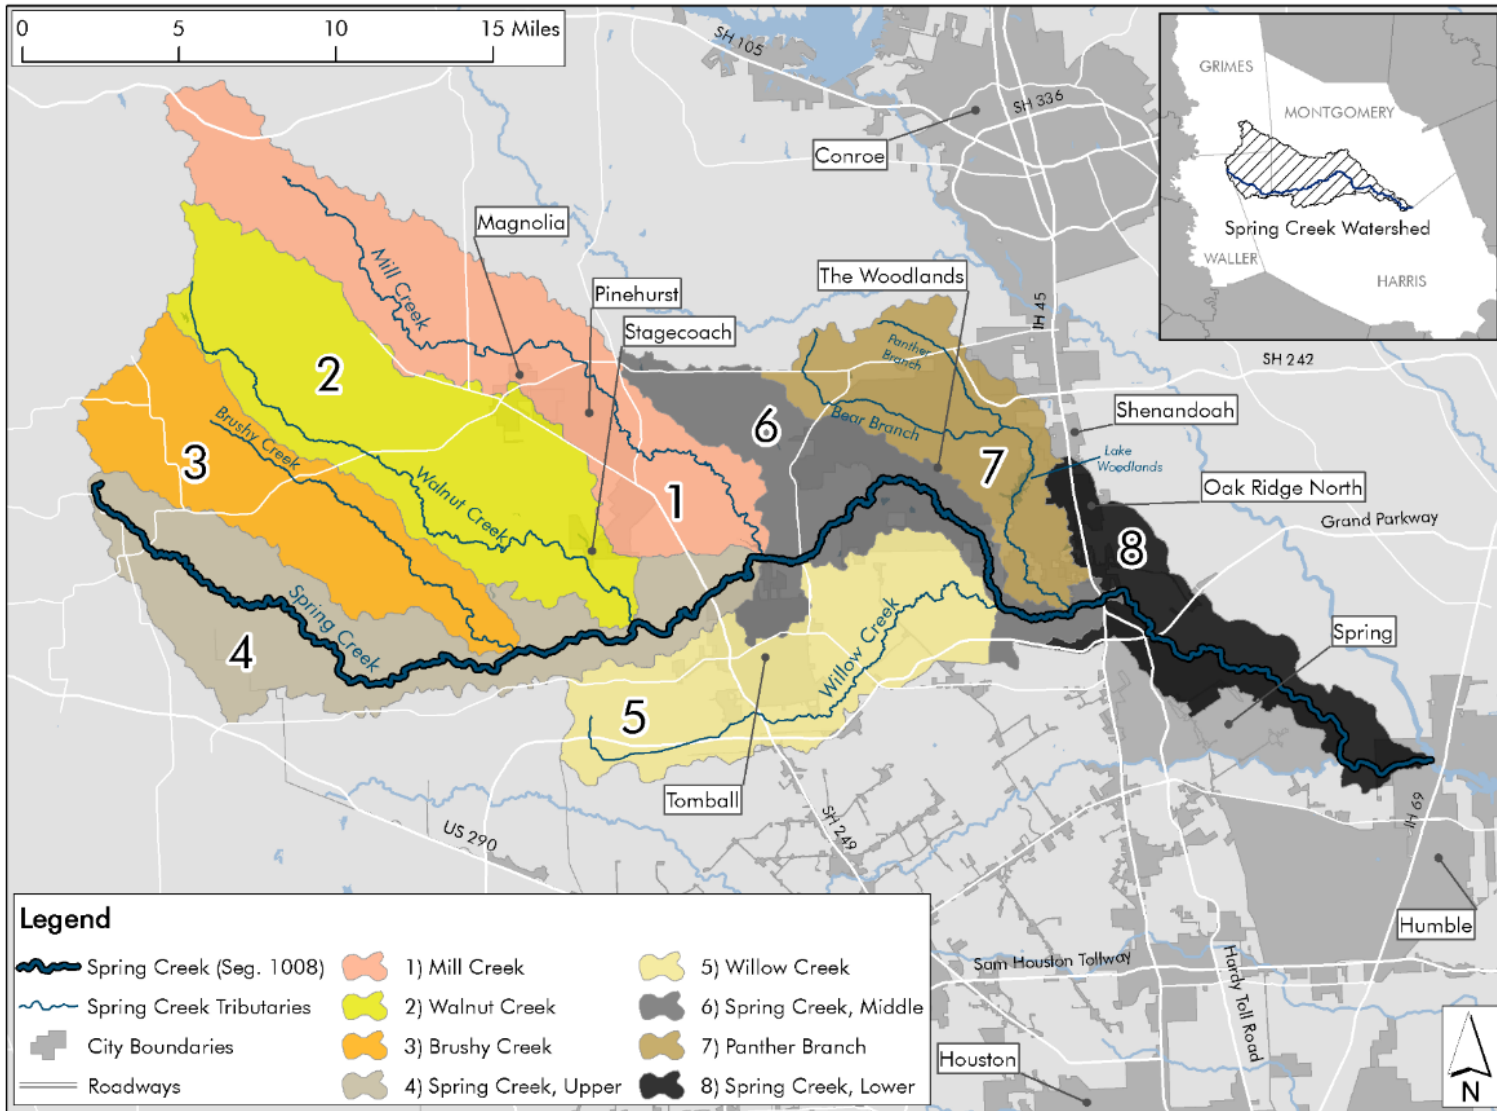 0 5 10 15 Miles
SH 105
SH 336
Conroe
GRIMES
MONTGOMERY
Spring Creek Watershed
WALLER
HARRIS
Magnolia
Mill Creek
Pinehurst
Stagecoach
The Woodlands
IH 45
SH 242
Panther
Branch
Bear Branch
Shenandoah
Lake
Woodlands
Oak Ridge North
Grand Parkway
2
6
3
7
1
8
Brushy Creek
Walnut Creek
Spring Creek
4
Willow Creek
Spring
5
Tomball
US 290
SH 249
IH 69
Humble
Sam Houston Tollway
Hardy Toll Road
Houston
Legend
Spring Creek (Seg. 1008)
Spring Creek Tributaries
City Boundaries
Roadways
1) Mill Creek
2) Walnut Creek
3) Brushy Creek
4) Spring Creek, Upper
5) Willow Creek
6) Spring Creek, Middle
7) Panther Branch
8) Spring Creek, Lower
N